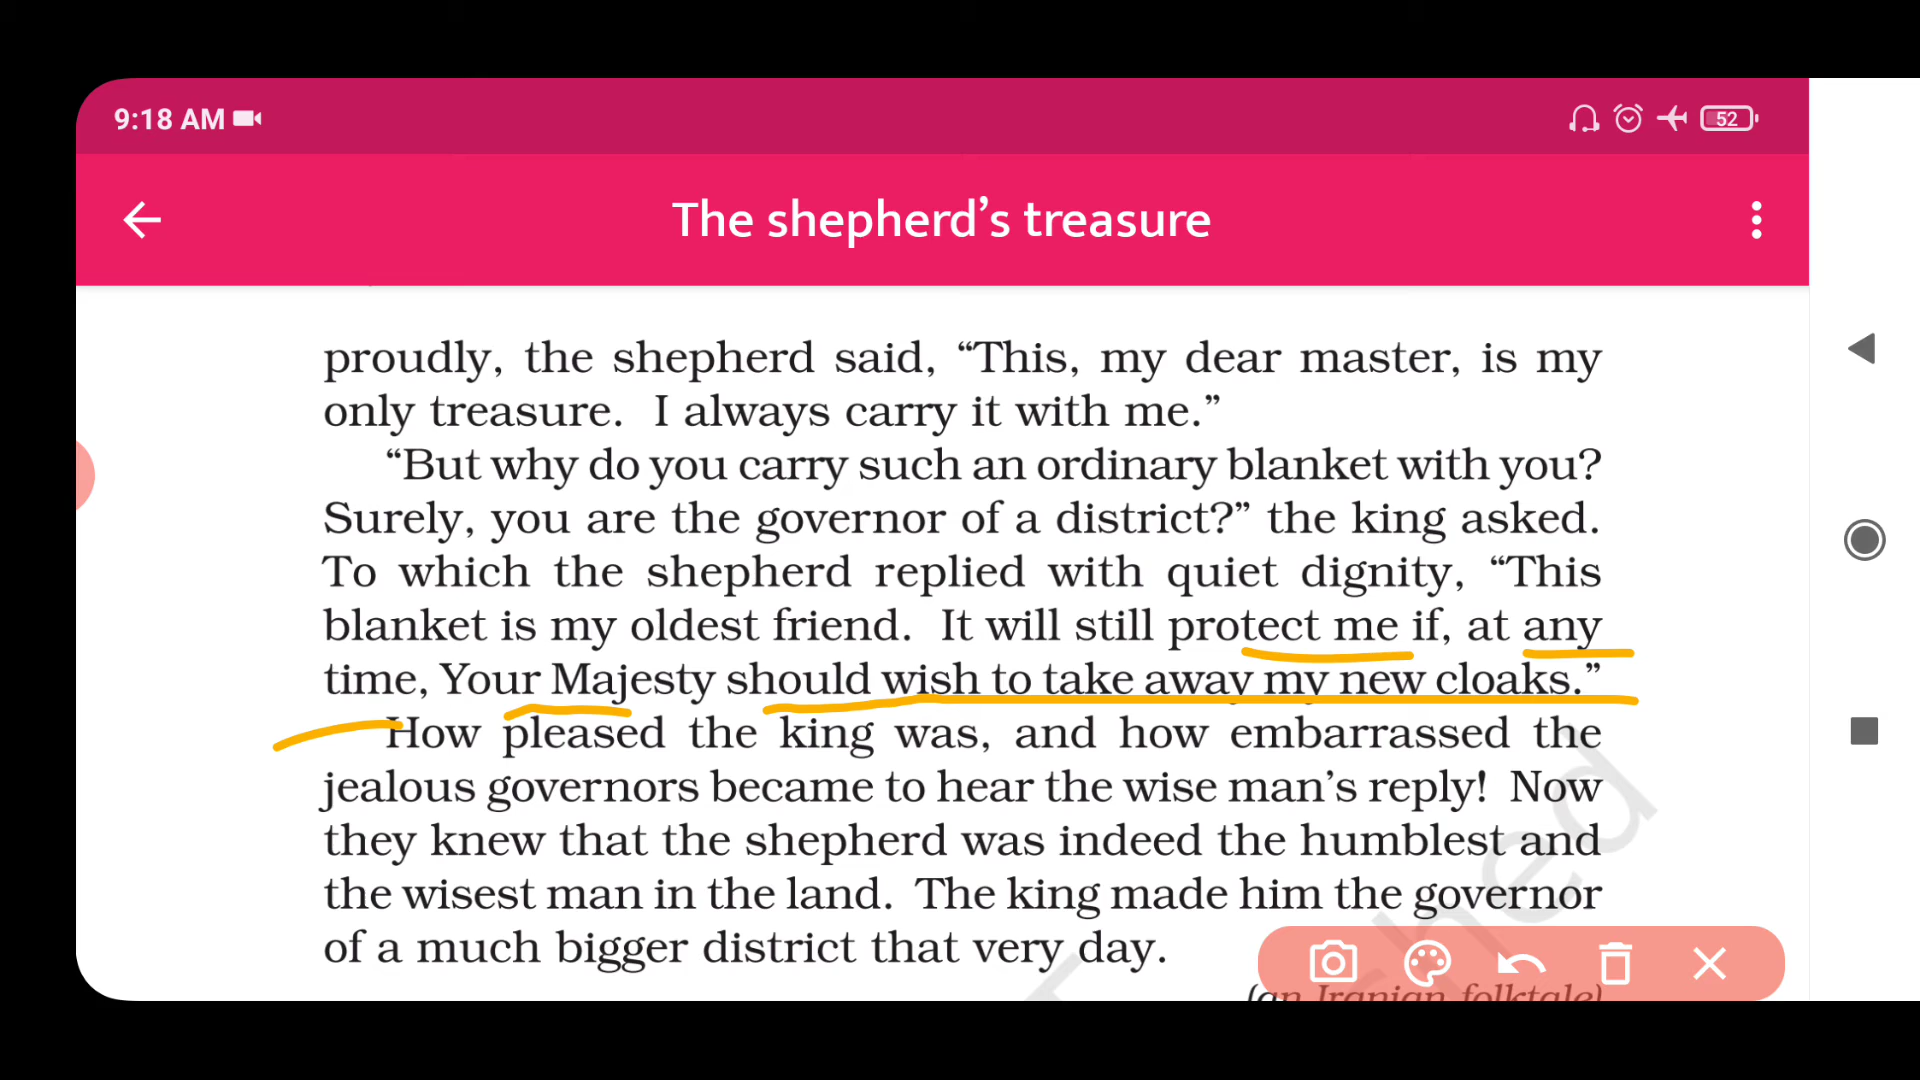 9:18 AM
52
The shepherd’s treasure
proudly, the shepherd said, “This, my dear master, is my
only treasure. I always carry it with me.”
“But why do you carry such an ordinary blanket with you?
Surely, you are the governor of a district?” the king asked.
To which the shepherd replied with quiet dignity, “This
blanket is my oldest friend. It will still protect me if, at any
time, Your Majesty should wish to take away my new cloaks.”
How pleased the king was, and how embarrassed the
jealous governors became to hear the wise man’s reply! Now
they knew that the shepherd was indeed the humblest and
the wisest man in the land. The king made him the governor
of a much bigger district that very day.
(an Iranian folktale)